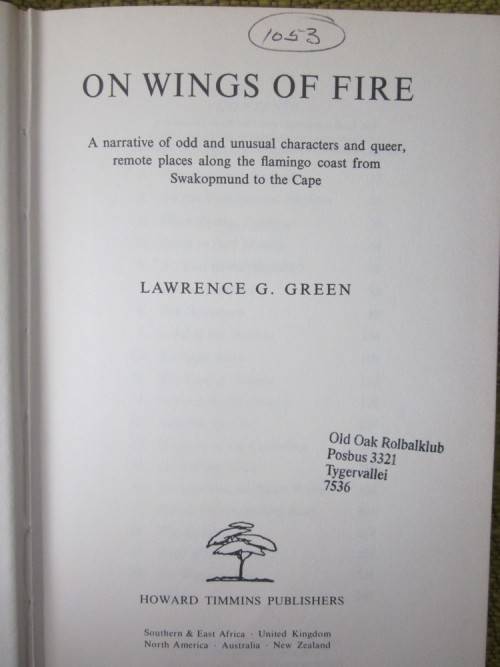 1053
ON WINGS OF FIRE
A narrative of odd and unusual characters and queer,
remote places along the flamingo coast from
Swakopmund to the Cape
LAWRENCE G. GREEN
Old Oak Rolbalklub
Posbus 3321
Tygervallei
7536
HOWARD TIMMINS PUBLISHERS
Southern & East Africa · United Kingdom
North America · Australia · New Zealand